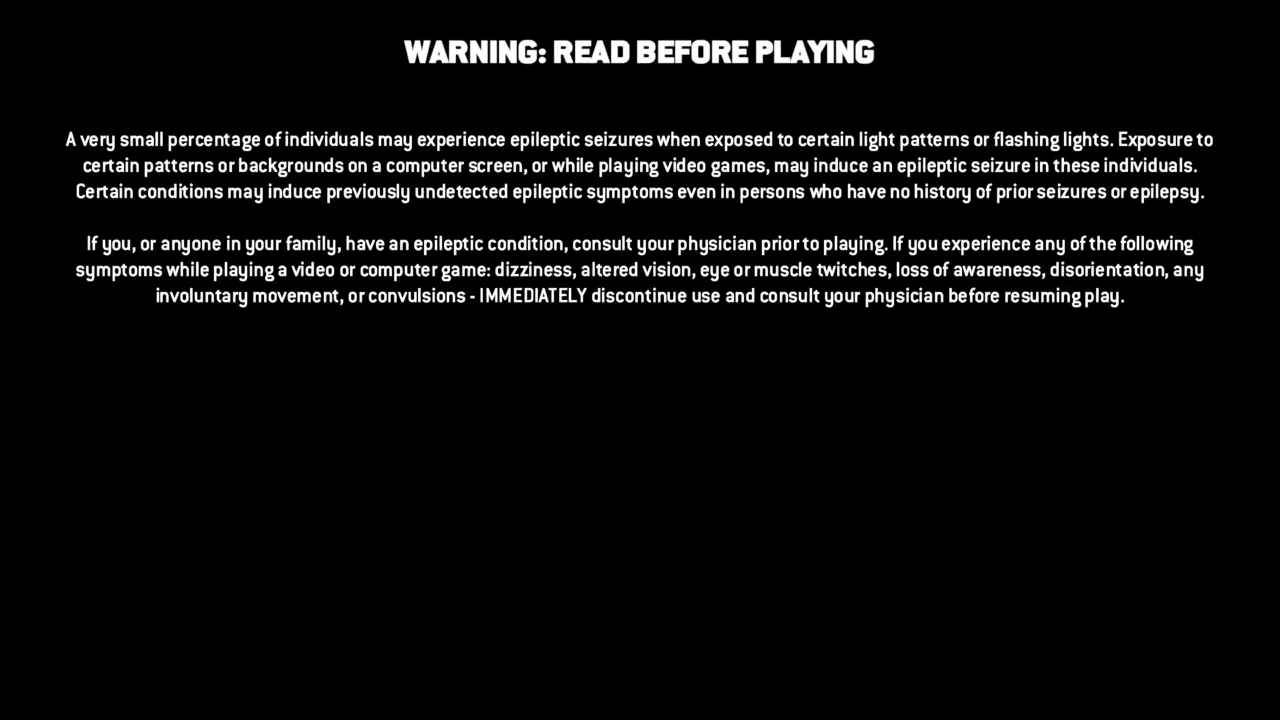 WARNING: READ BEFORE PLAYING
A very small percentage of individuals may experience epileptic seizures when exposed to certain light patterns or flashing lights. Exposure to
certain patterns or backgrounds on a computer screen, or while playing video games, may induce an epileptic seizure in these individuals.
Certain conditions may induce previously undetected epileptic symptoms even in persons who have no history of prior seizures or epilepsy.
If you, or anyone in your family, have an epileptic condition, consult your physician prior to playing. If you experience any of the following
symptoms while playing a video or computer game: dizziness, altered vision, eye or muscle twitches, loss of awareness, disorientation, any
involuntary movement, or convulsions - IMMEDIATELY discontinue use and consult your physician before resuming play.